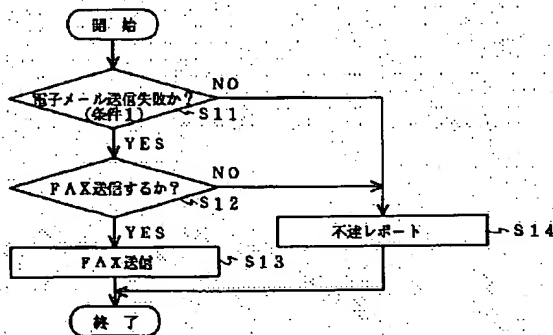 開 始
電子メール送信失敗か?
(条件1)
NO
S11
YES
FAX送信するか?
NO
S12
YES
不達レポート
S14
FAX送信
S13
終 了